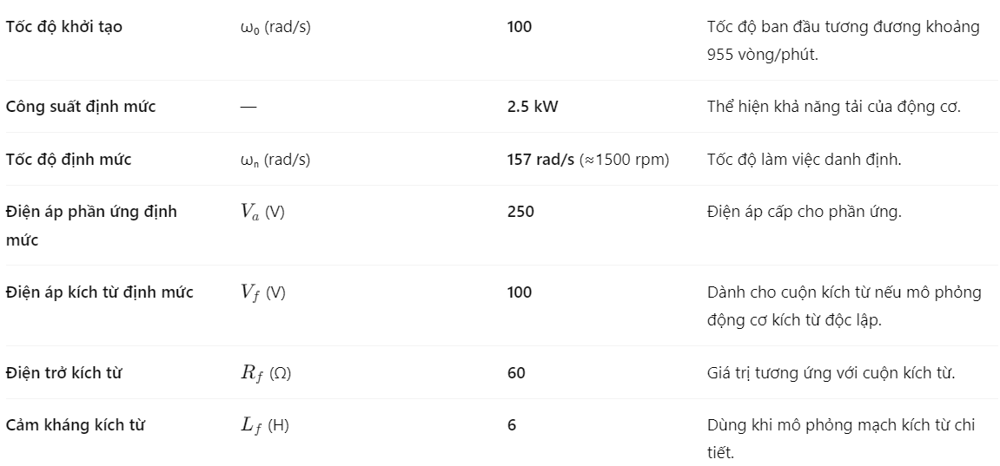 Tốc độ khởi tạo ω₀ (rad/s) 100 Tốc độ ban đầu tương đương khoảng
955 vòng/phút.
Công suất định mức — 2.5 kW Thể hiện khả năng tải của động cơ.
Tốc độ định mức ωₙ (rad/s) 157 rad/s (≈1500 rpm) Tốc độ làm việc danh định.
Điện áp phần ứng định
mức
Vₐ (V) 250 Điện áp cấp cho phần ứng.
Điện áp kích từ định mức V_f (V) 100 Dành cho cuộn kích từ nếu mô phỏng
động cơ kích từ độc lập.
Điện trở kích từ R_f (Ω) 60 Giá trị tương ứng với cuộn kích từ.
Cảm kháng kích từ L_f (H) 6 Dùng khi mô phỏng mạch kích từ chi
tiết.